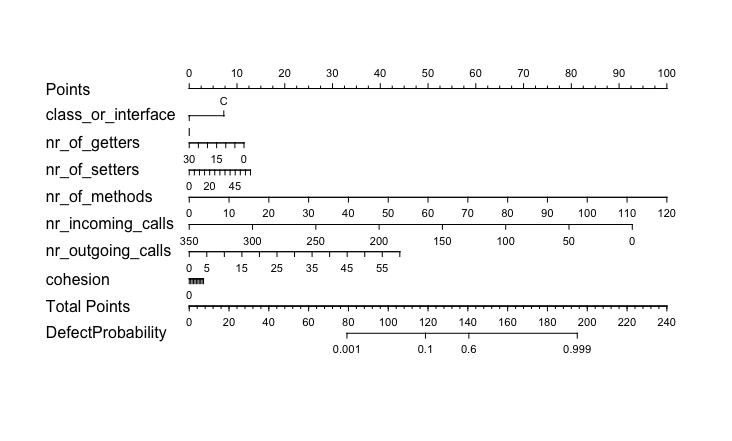 0 10 20 30 40 50 60 70 80 90 100
Points
C
class_or_interface
I
nr_of_getters
30 15 0
nr_of_setters
0 20 45
nr_of_methods
0 10 20 30 40 50 60 70 80 90 100 110 120
nr_incoming_calls
350 300 250 200 150 100 50 0
nr_outgoing_calls
0 5 15 25 35 45 55
cohesion
0
Total Points
0 20 40 60 80 100 120 140 160 180 200 220 240
DefectProbability
0.001 0.1 0.6 0.999